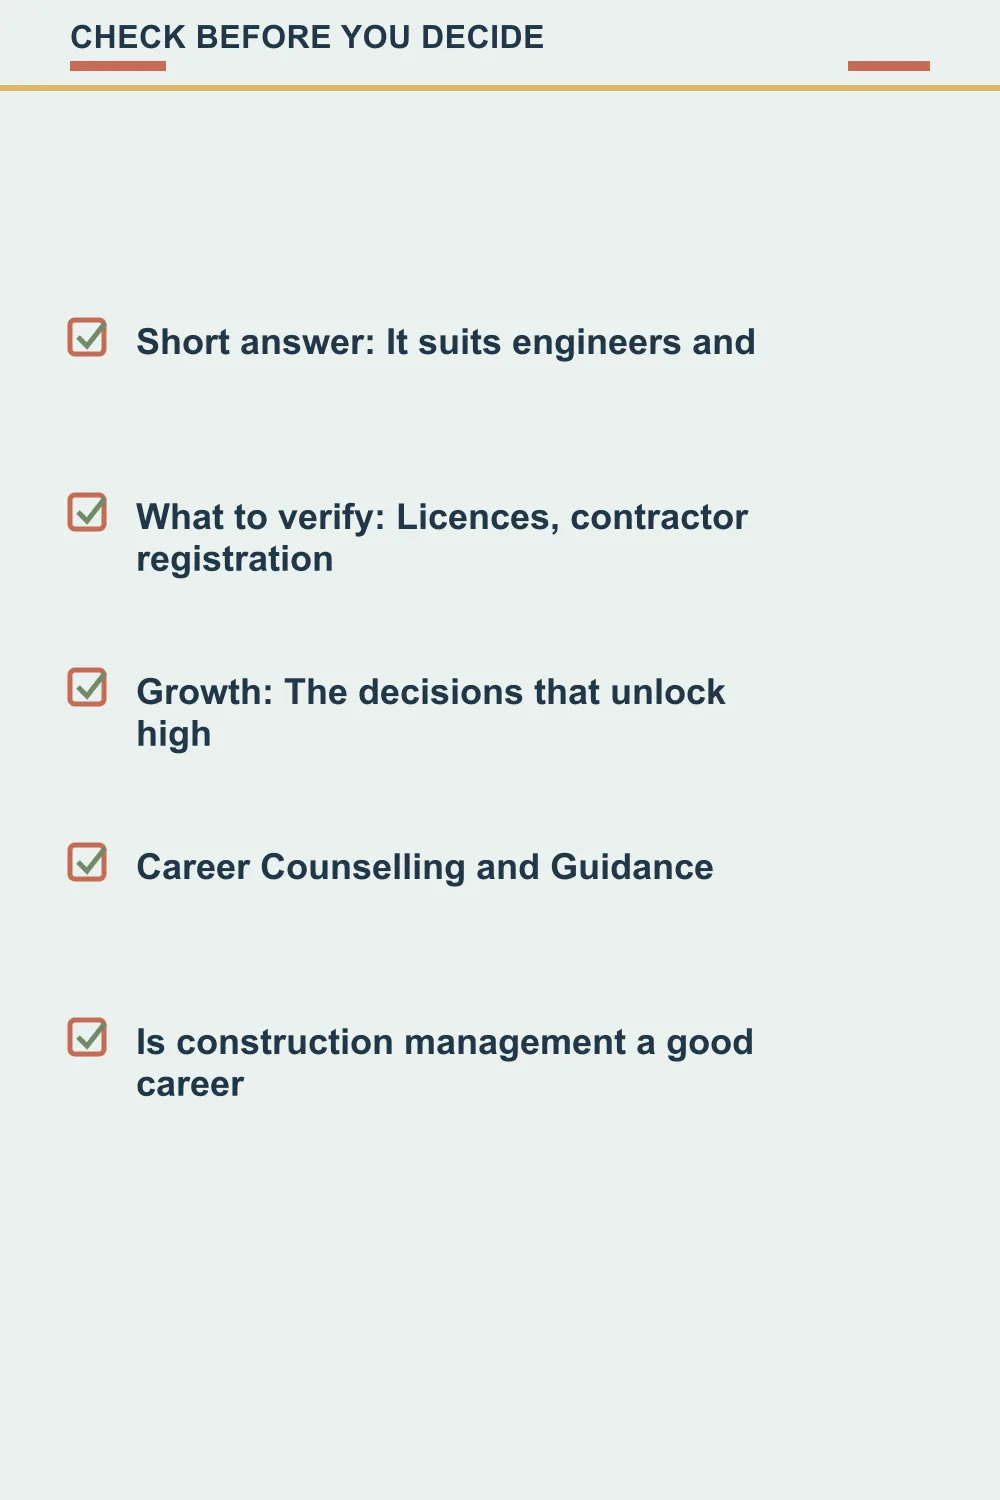 CHECK BEFORE YOU DECIDE
Short answer: It suits engineers and
What to verify: Licences, contractor
registration
Growth: The decisions that unlock
high
Career Counselling and Guidance
Is construction management a good
career